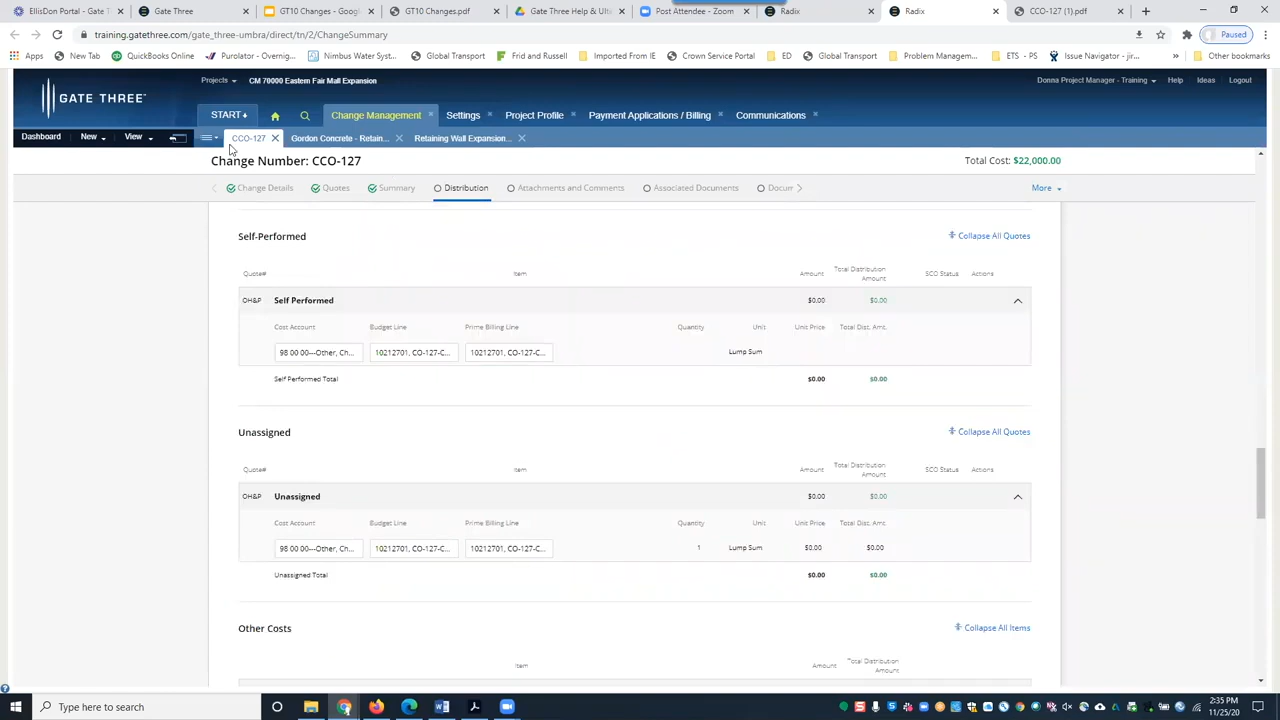 EllisDon Portal - Gate Three T
Gate Three
GT10 Changes - Google Slides
GT10 Changes.pdf
Gate Three Help & Ulti
Post Attendee - Zoom
Radix
Radix
CCO-127 (1).pdf
training.gatethree.com/gate_three-umbra/direct/tn/2/ChangeSummary
Paused
Apps
New Tab
QuickBooks Online
Purolator - Overnig...
Nimbus Water Syst...
Global Transport
Frid and Russell
Imported From IE
Crown Service Portal
ED
Global Transport
Problem Managem...
ETS - PS
Issue Navigator - jir...
»
Other bookmarks
Projects
CM 70000 Eastern Fair Mall Expansion
Donna Project Manager - Training
Help
Ideas
Logout
GATE THREE™
START+
Change Management
Settings
Project Profile
Payment Applications / Billing
Communications
Dashboard
New
View
CCO-127
Gordon Concrete - Retain...
Retaining Wall Expansion...
Change Number: CCO-127
Total Cost: $22,000.00
Change Details
Quotes
Summary
Distribution
Attachments and Comments
Associated Documents
Docum
More
Self-Performed
Collapse All Quotes
Quote# Item Amount Total Distribution Amount SCO Status Actions
OH&P Self Performed $0.00 $0.00
Cost Account Budget Line Prime Billing Line Quantity Unit Unit Price Total Dist. Amt.
98 00 00---Other, Ch... 10212701, CO-127-C... 10212701, CO-127-C... Lump Sum
Self Performed Total $0.00 $0.00
Unassigned
Collapse All Quotes
Quote# Item Amount Total Distribution Amount SCO Status Actions
OH&P Unassigned $0.00 $0.00
Cost Account Budget Line Prime Billing Line Quantity Unit Unit Price Total Dist. Amt.
98 00 00---Other, Ch... 10212701, CO-127-C... 10212701, CO-127-C... 1 Lump Sum $0.00 $0.00
Unassigned Total $0.00 $0.00
Other Costs
Collapse All Items
Item Amount Total Distribution Amount
Type here to search
2:35 PM
11/25/20